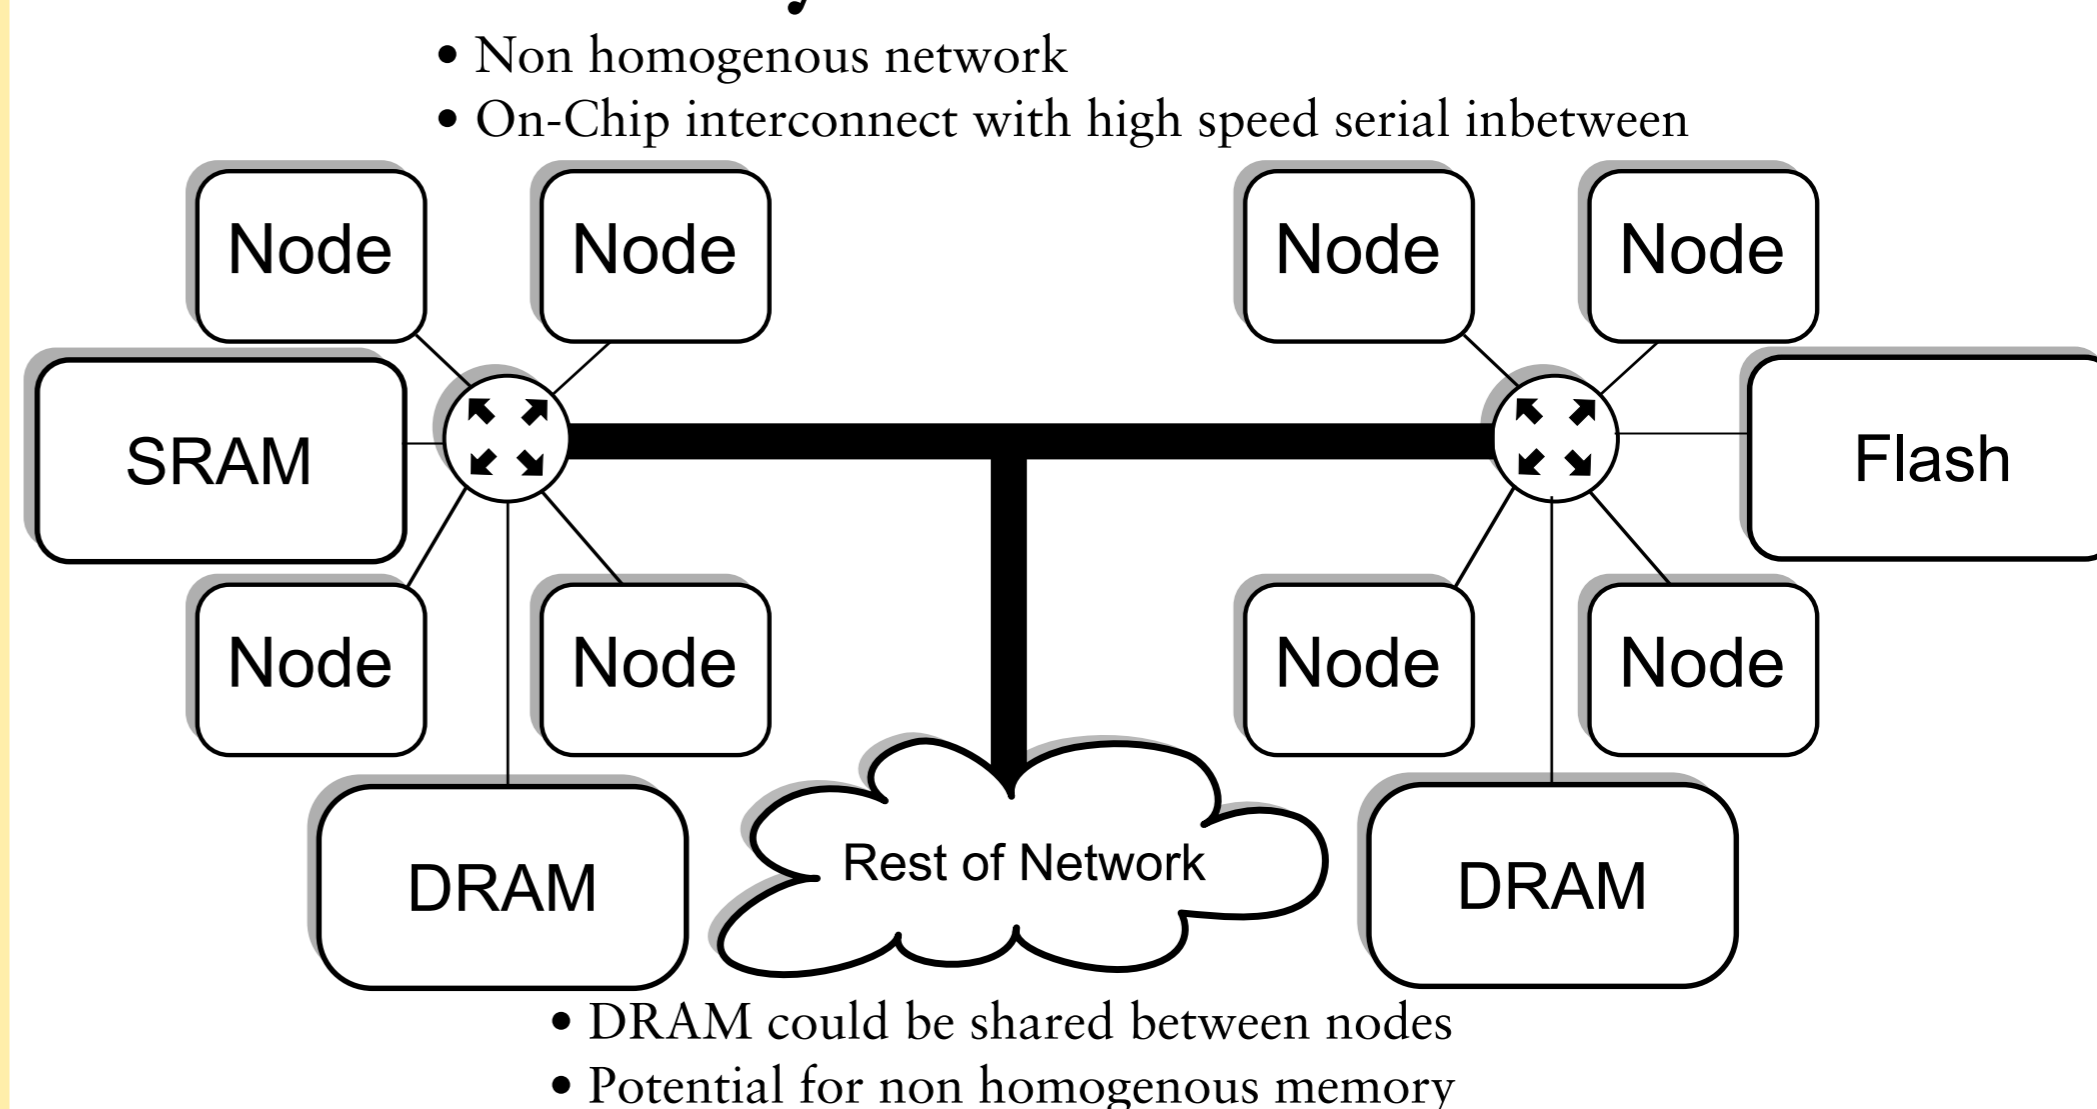 • Non homogenous network
• On-Chip interconnect with high speed serial inbetween
Node
Node
Node
Node
SRAM
Flash
Node
Node
Node
Node
Rest of Network
DRAM
DRAM
• DRAM could be shared between nodes
• Potential for non homogenous memory